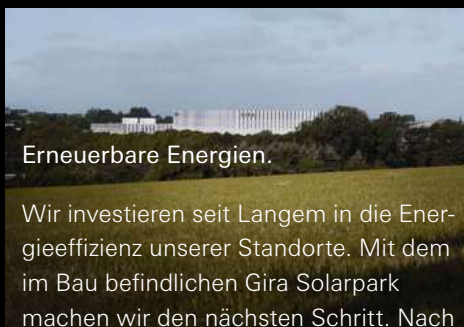 Erneuerbare Energien.
Wir investieren seit Langem in die Ener-
gieeffizienz unserer Standorte. Mit dem
im Bau befindlichen Gira Solarpark
machen wir den nächsten Schritt. Nach